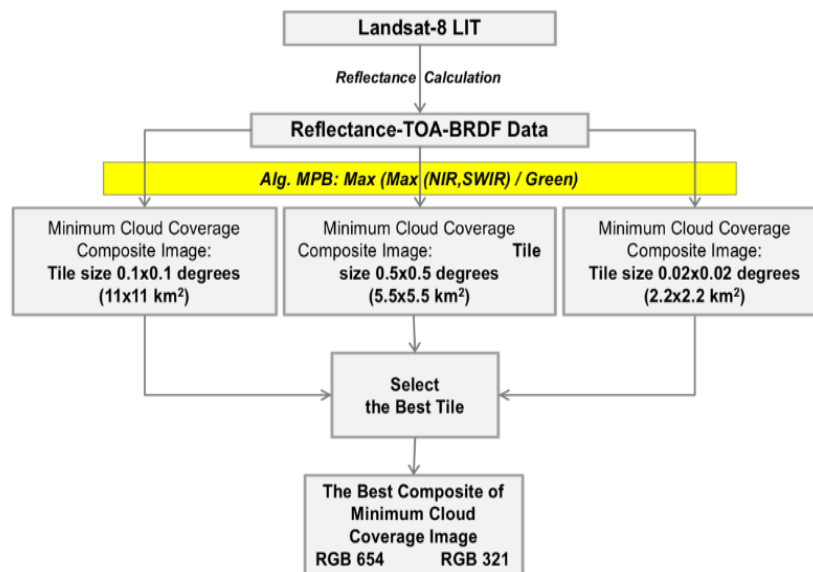 Landsat-8 LIT
Reflectance Calculation
Reflectance-TOA-BRDF Data
Alg. MPB: Max (Max (NIR,SWIR) / Green)
Minimum Cloud Coverage
Composite Image:
Tile size 0.1x0.1 degrees
(11x11 km²)
Minimum Cloud Coverage
Composite Image: Tile
size 0.5x0.5 degrees
(5.5x5.5 km²)
Minimum Cloud Coverage
Composite Image:
Tile size 0.02x0.02 degrees
(2.2x2.2 km²)
Select
the Best Tile
The Best Composite of
Minimum Cloud
Coverage Image
RGB 654 RGB 321